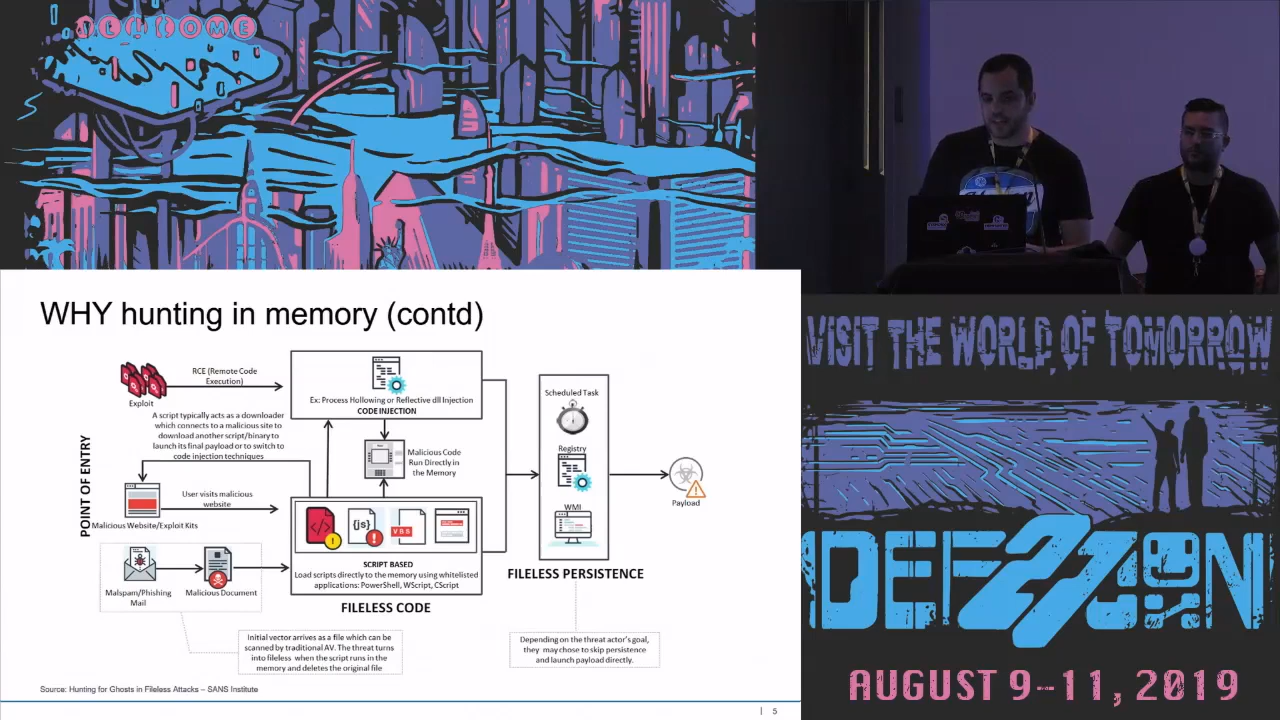 WELCOME
WHY hunting in memory (contd)
POINT OF ENTRY
Exploit
RCE (Remote Code
Execution)
A script typically acts as a downloader
which connects to a malicious site to
download another script/binary to
launch its final payload or to switch to
code injection techniques
User visits malicious
website
Malicious Website/Exploit Kits
Malspam/Phishing
Mail
Malicious Document
Initial vector arrives as a file which can be
scanned by traditional AV. The threat turns
into fileless when the script runs in the
memory and deletes the original file
Ex: Process Hollowing or Reflective dll Injection
CODE INJECTION
Malicious Code
Run Directly in
the Memory
{js}
VBS
SCRIPT BASED
Load scripts directly to the memory using whitelisted
applications: PowerShell, WScript, CScript
FILELESS CODE
Scheduled Task
Registry
WMI
FILELESS PERSISTENCE
Depending on the threat actor's goal,
they may chose to skip persistence
and launch payload directly.
Payload
Source: Hunting for Ghosts in Fileless Attacks – SANS Institute
| 5
VISIT THE WORLD OF TOMORROW
DEF 27 CON
AUGUST 9-11, 2019